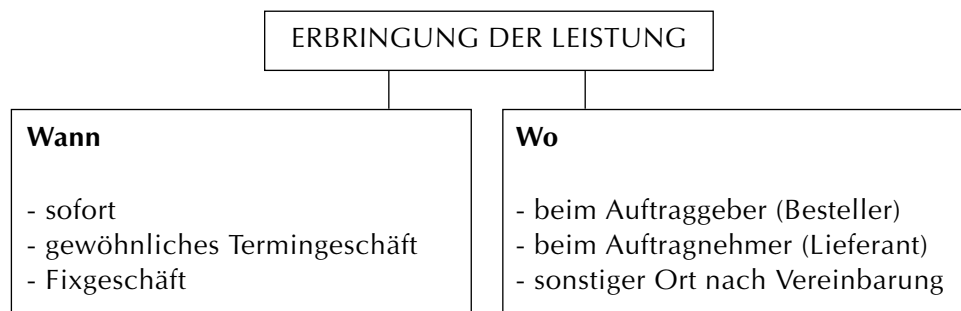 ERBRINGUNG DER LEISTUNG
Wann
- sofort
- gewöhnliches Termingeschäft
- Fixgeschäft
Wo
- beim Auftraggeber (Besteller)
- beim Auftragnehmer (Lieferant)
- sonstiger Ort nach Vereinbarung